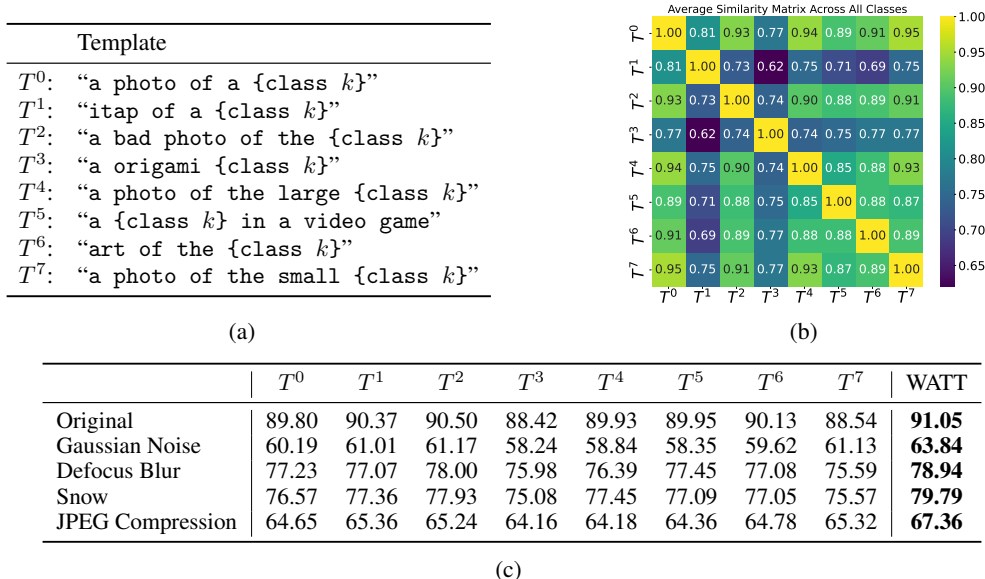 Template
T⁰: “a photo of a {class k}”
T¹: “itap of a {class k}”
T²: “a bad photo of the {class k}”
T³: “a origami {class k}”
T⁴: “a photo of the large {class k}”
T⁵: “a {class k} in a video game”
T⁶: “art of the {class k}”
T⁷: “a photo of the small {class k}”
(a)
Average Similarity Matrix Across All Classes
T⁰ 1.00 0.81 0.93 0.77 0.94 0.89 0.91 0.95
T¹ 0.81 1.00 0.73 0.62 0.75 0.71 0.69 0.75
T² 0.93 0.73 1.00 0.74 0.90 0.88 0.89 0.91
T³ 0.77 0.62 0.74 1.00 0.74 0.75 0.77 0.77
T⁴ 0.94 0.75 0.90 0.74 1.00 0.85 0.88 0.93
T⁵ 0.89 0.71 0.88 0.75 0.85 1.00 0.88 0.87
T⁶ 0.91 0.69 0.89 0.77 0.88 0.88 1.00 0.89
T⁷ 0.95 0.75 0.91 0.77 0.93 0.87 0.89 1.00
T⁰ T¹ T² T³ T⁴ T⁵ T⁶ T⁷
1.00
0.95
0.90
0.85
0.80
0.75
0.70
0.65
(b)
T⁰ T¹ T² T³ T⁴ T⁵ T⁶ T⁷ WATT
Original 89.80 90.37 90.50 88.42 89.93 89.95 90.13 88.54 91.05
Gaussian Noise 60.19 61.01 61.17 58.24 58.84 58.35 59.62 61.13 63.84
Defocus Blur 77.23 77.07 78.00 75.98 76.39 77.45 77.08 75.59 78.94
Snow 76.57 77.36 77.93 75.08 77.45 77.09 77.05 75.57 79.79
JPEG Compression 64.65 65.36 65.24 64.16 64.18 64.36 64.78 65.32 67.36
(c)